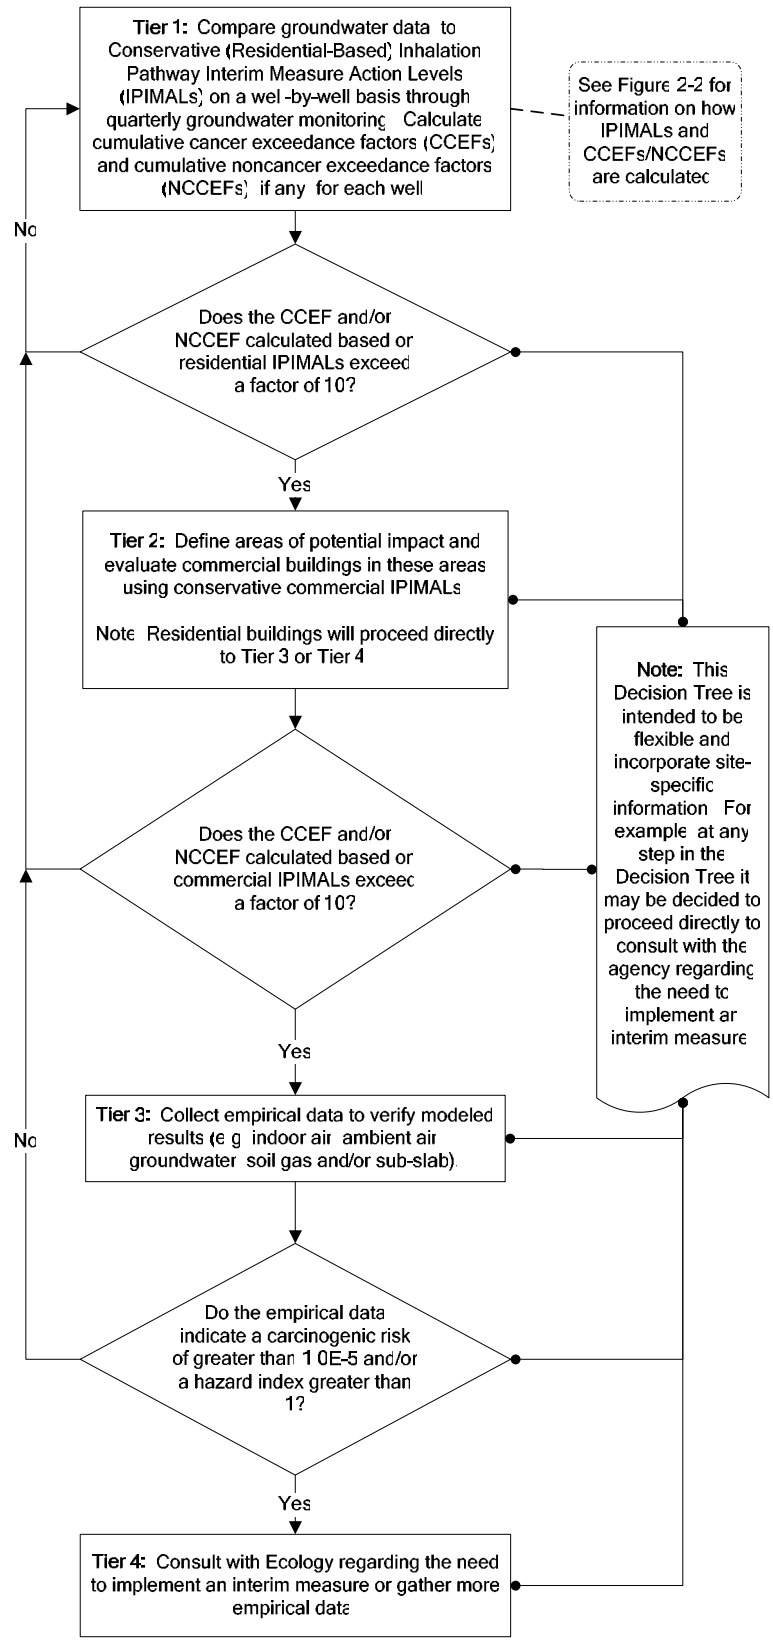 Tier 1: Compare groundwater data to
Conservative (Residential-Based) Inhalation
Pathway Interim Measure Action Levels
(IPIMALs) on a well-by-well basis through
quarterly groundwater monitoring Calculate
cumulative cancer exceedance factors (CCEFs)
and cumulative noncancer exceedance factors
(NCCEFs) if any for each well
See Figure 2-2 for
information on how
IPIMALs and
CCEFs/NCCEFs
are calculated
No
Does the CCEF and/or
NCCEF calculated based on
residential IPIMALs exceed
a factor of 10?
Yes
Tier 2: Define areas of potential impact and
evaluate commercial buildings in these areas
using conservative commercial IPIMALs
Note Residential buildings will proceed directly
to Tier 3 or Tier 4
Note: This
Decision Tree is
intended to be
flexible and
incorporate site-
specific
information For
example at any
step in the
Decision Tree it
may be decided to
proceed directly to
consult with the
agency regarding
the need to
implement an
interim measure
Does the CCEF and/or
NCCEF calculated based on
commercial IPIMALs exceed
a factor of 10?
Yes
Tier 3: Collect empirical data to verify modeled
results (e g indoor air ambient air
groundwater soil gas and/or sub-slab).
No
Do the empirical data
indicate a carcinogenic risk
of greater than 1 0E-5 and/or
a hazard index greater than
1?
Yes
Tier 4: Consult with Ecology regarding the need
to implement an interim measure or gather more
empirical data